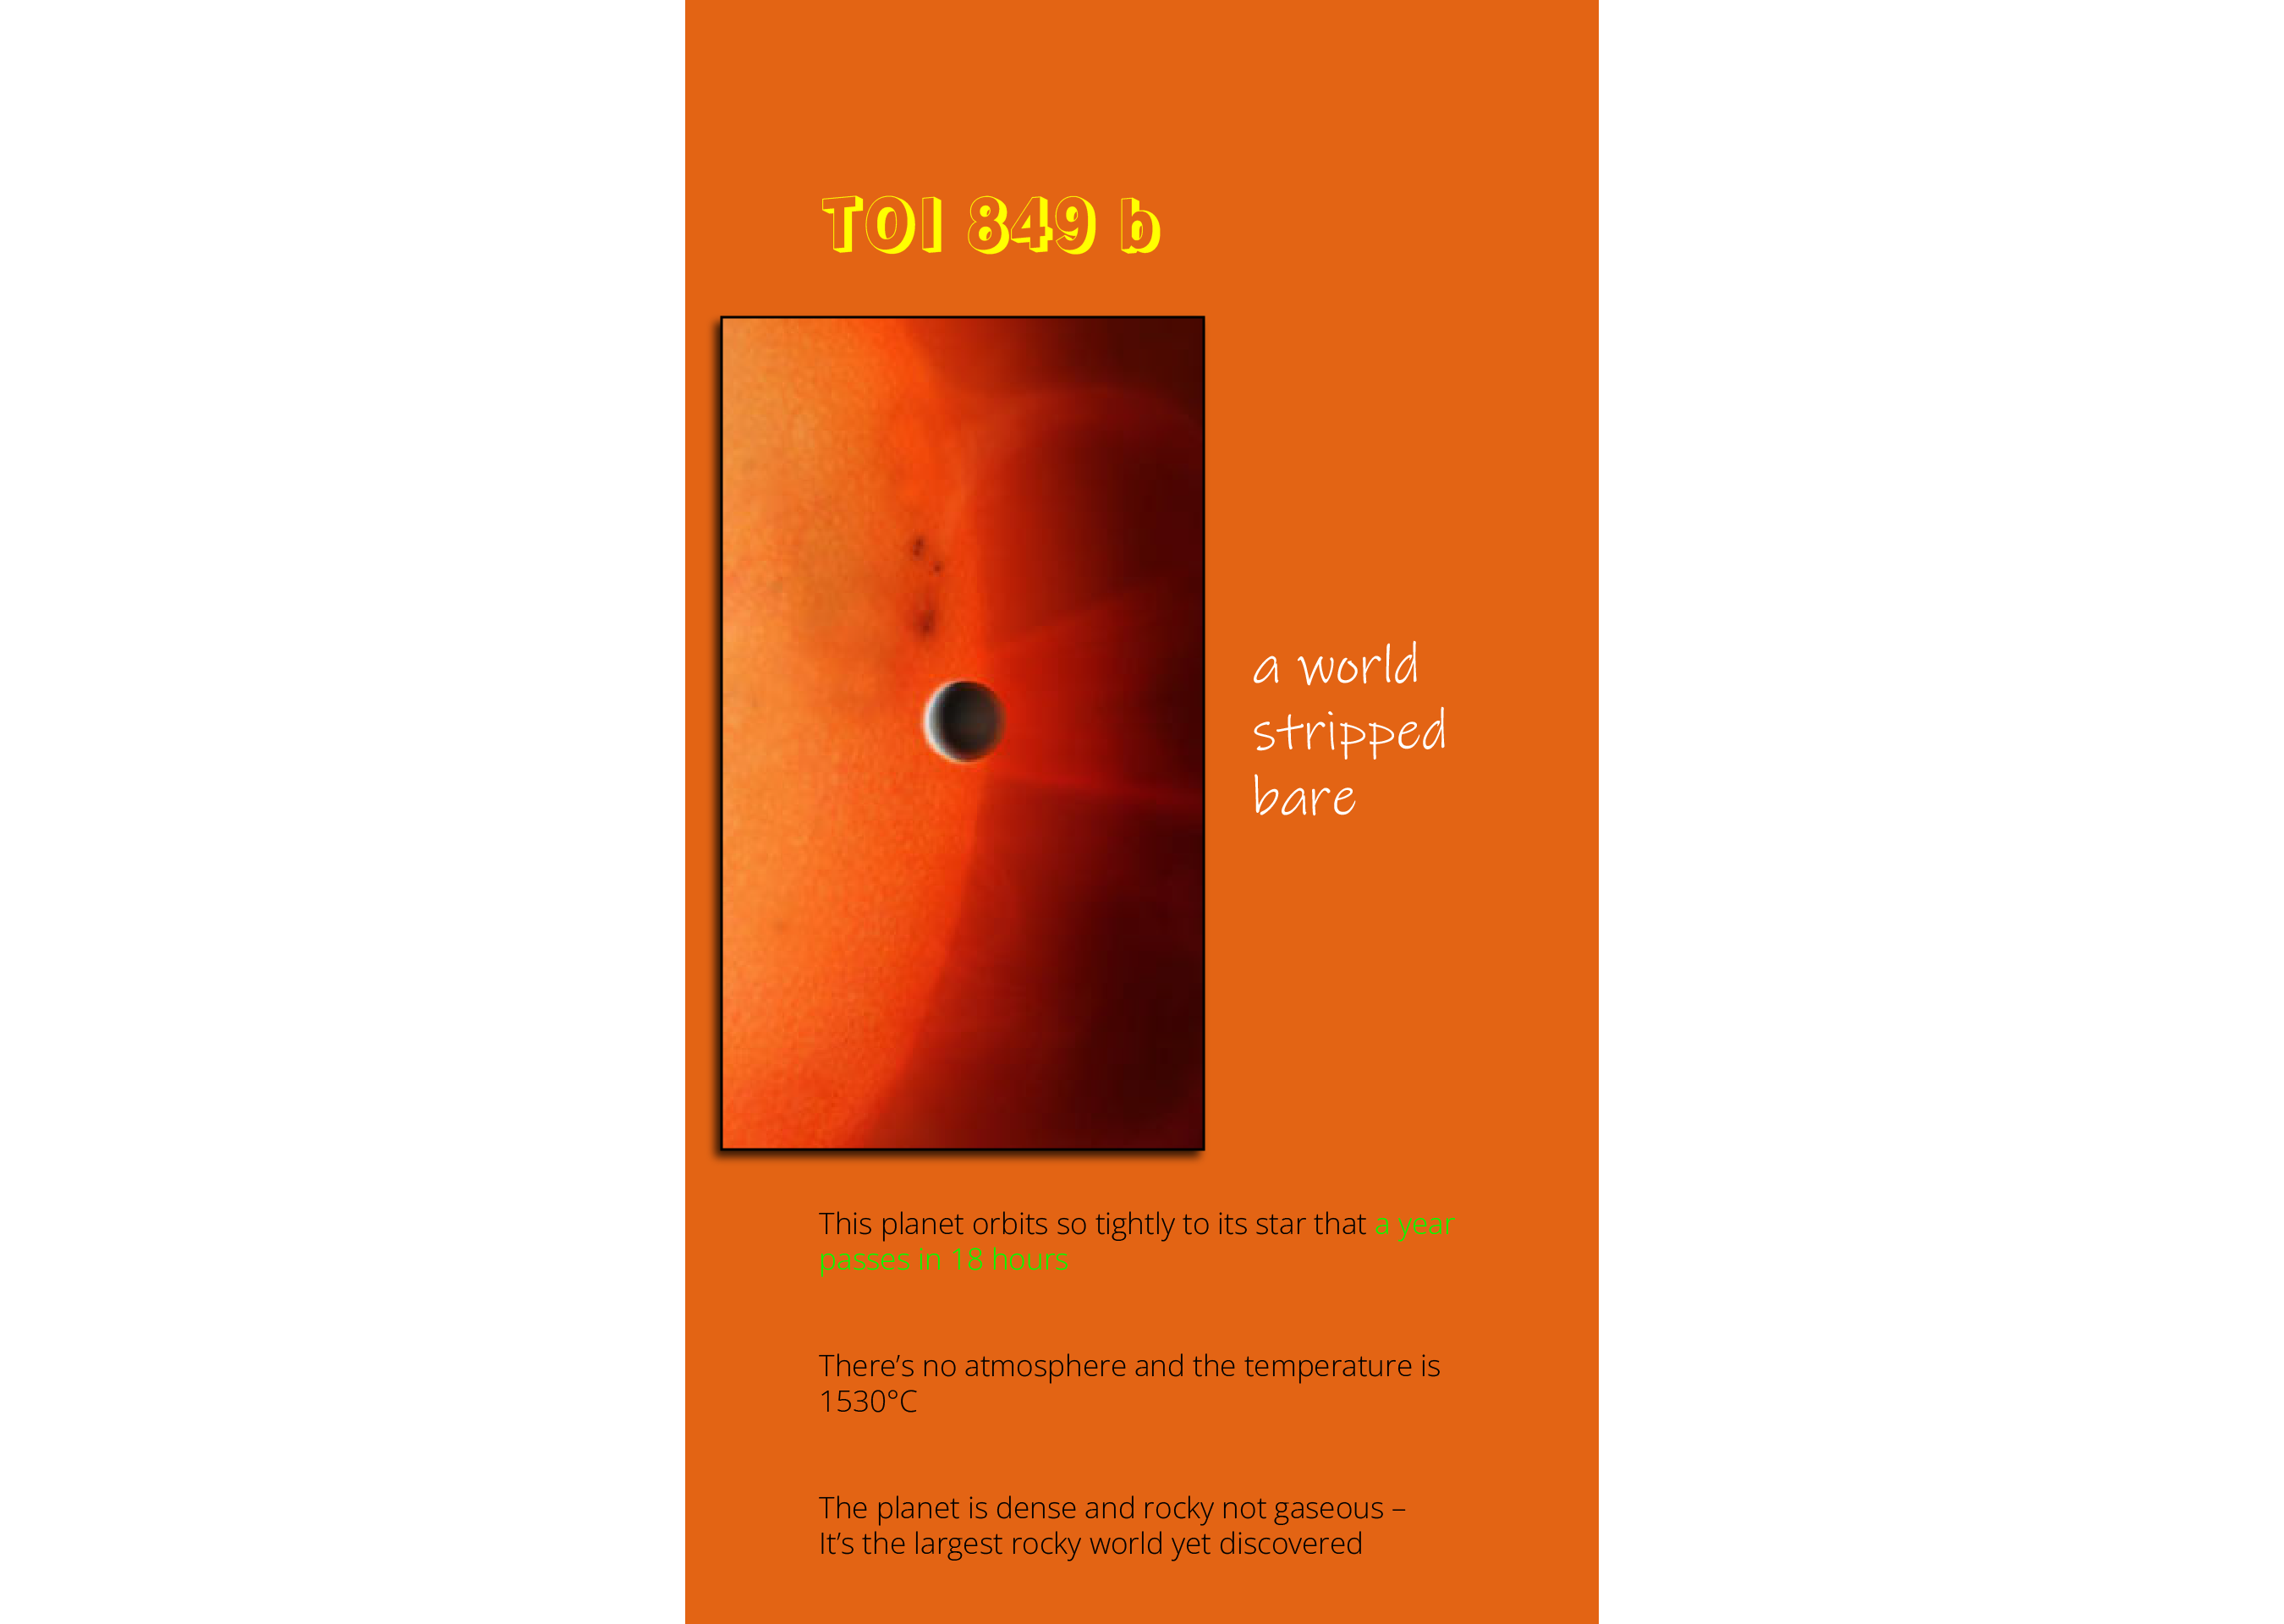 TOI 849 b
a world
stripped
bare
This planet orbits so tightly to its star that a year
passes in 18 hours
There’s no atmosphere and the temperature is
1530°C
The planet is dense and rocky not gaseous –
It’s the largest rocky world yet discovered